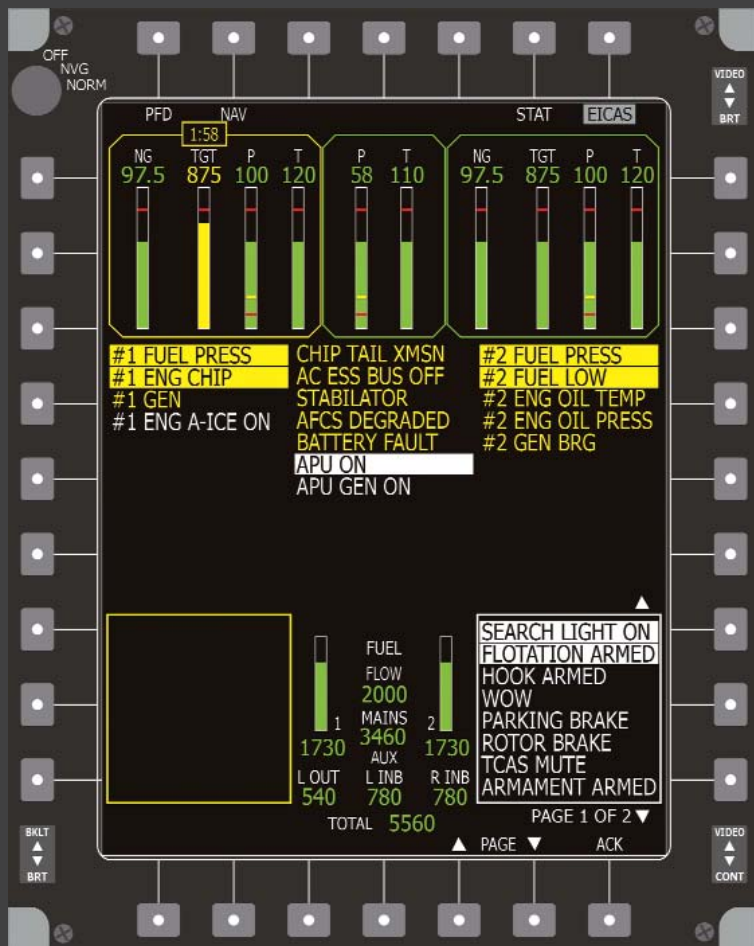 OFF
NVG
NORM
VIDEO
BRT
PFD NAV STAT EICAS
1:58
NG TGT P T P T NG TGT P T
97.5 875 100 120 58 110 97.5 875 100 120
#1 FUEL PRESS CHIP TAIL XMSN #2 FUEL PRESS
#1 ENG CHIP AC ESS BUS OFF #2 FUEL LOW
#1 GEN STABILATOR #2 ENG OIL TEMP
#1 ENG A-ICE ON AFCS DEGRADED #2 ENG OIL PRESS
BATTERY FAULT #2 GEN BRG
APU ON
APU GEN ON
FUEL
FLOW
2000
1 MAINS 2
1730 3460 1730
AUX
L OUT L INB R INB
540 780 780
TOTAL 5560
SEARCH LIGHT ON
FLOTATION ARMED
HOOK ARMED
WOW
PARKING BRAKE
ROTOR BRAKE
TCAS MUTE
ARMAMENT ARMED
PAGE 1 OF 2
PAGE ACK
BKLT
BRT
VIDEO
CONT